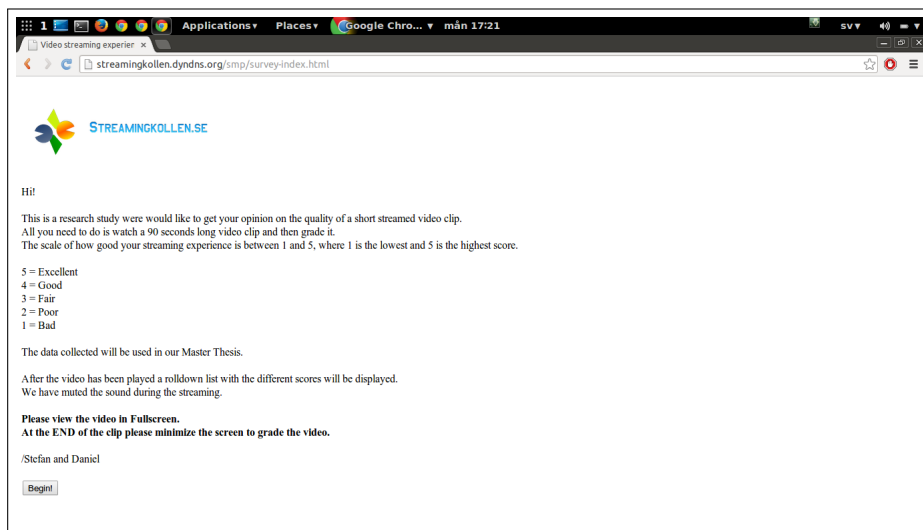 1 Applications Places Google Chro... mån 17:21 sv
Video streaming experier ×
streamingkollen.dyndns.org/smp/survey-index.html
STREAMINGKOLLEN.SE
Hi!
This is a research study were would like to get your opinion on the quality of a short streamed video clip.
All you need to do is watch a 90 seconds long video clip and then grade it.
The scale of how good your streaming experience is between 1 and 5, where 1 is the lowest and 5 is the highest score.
5 = Excellent
4 = Good
3 = Fair
2 = Poor
1 = Bad
The data collected will be used in our Master Thesis.
After the video has been played a rolldown list with the different scores will be displayed.
We have muted the sound during the streaming.
Please view the video in Fullscreen.
At the END of the clip please minimize the screen to grade the video.
/Stefan and Daniel
Begin!